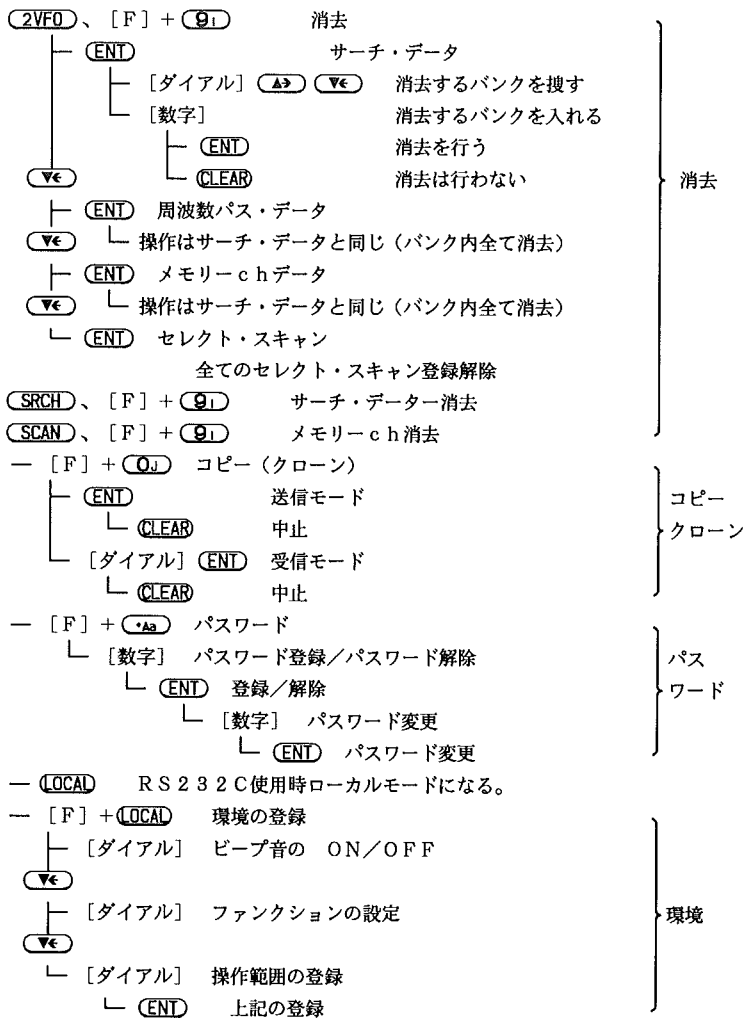 2VFO、［F］＋9I 消去
ENT サーチ・データ
［ダイアル］ ▲→ ▼← 消去するバンクを捜す
［数字］ 消去するバンクを入れる
ENT 消去を行う
▼← CLEAR 消去は行わない 消去
ENT 周波数パス・データ
▼← 操作はサーチ・データと同じ（バンク内全て消去）
ENT メモリーｃｈデータ
▼← 操作はサーチ・データと同じ（バンク内全て消去）
ENT セレクト・スキャン
全てのセレクト・スキャン登録解除
SRCH、［F］＋9I サーチ・データー消去
SCAN、［F］＋9I メモリーｃｈ消去
― ［F］＋0J コピー（クローン）
ENT 送信モード コピー
CLEAR 中止 クローン
［ダイアル］ ENT 受信モード
CLEAR 中止
― ［F］＋・Aa パスワード
［数字］ パスワード登録／パスワード解除 パス
ENT 登録／解除 ワード
［数字］ パスワード変更
ENT パスワード変更
― LOCAL ＲＳ２３２Ｃ使用時ローカルモードになる。
― ［F］＋LOCAL 環境の登録
［ダイアル］ ビープ音の ＯＮ／ＯＦＦ
▼←
［ダイアル］ ファンクションの設定 環境
▼←
［ダイアル］ 操作範囲の登録
ENT 上記の登録